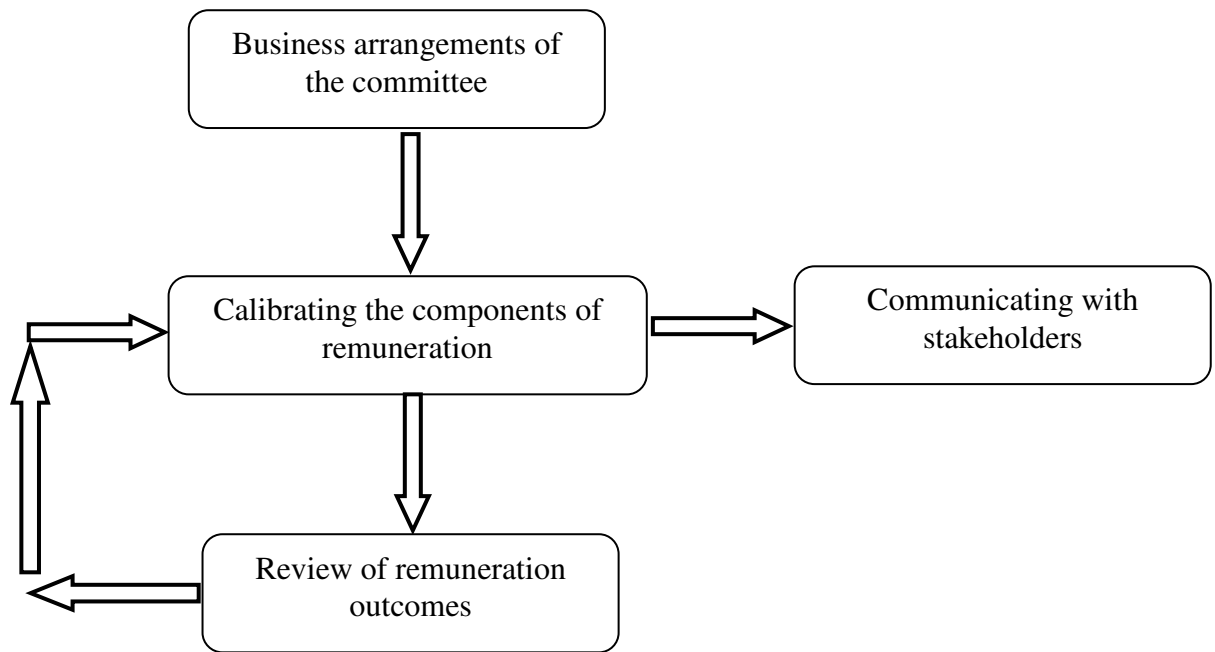 Business arrangements of
the committee
Calibrating the components of
remuneration
Communicating with
stakeholders
Review of remuneration
outcomes